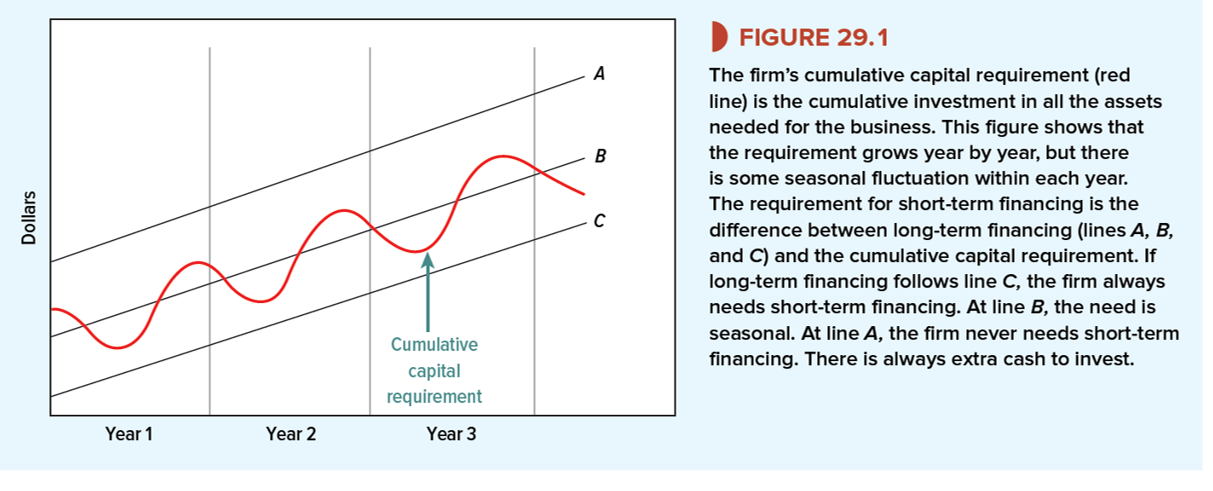 FIGURE 29.1
The firm’s cumulative capital requirement (red
line) is the cumulative investment in all the assets
needed for the business. This figure shows that
the requirement grows year by year, but there
is some seasonal fluctuation within each year.
The requirement for short-term financing is the
difference between long-term financing (lines A, B,
and C) and the cumulative capital requirement. If
long-term financing follows line C, the firm always
needs short-term financing. At line B, the need is
seasonal. At line A, the firm never needs short-term
financing. There is always extra cash to invest.
Dollars
A
B
C
Cumulative
capital
requirement
Year 1
Year 2
Year 3